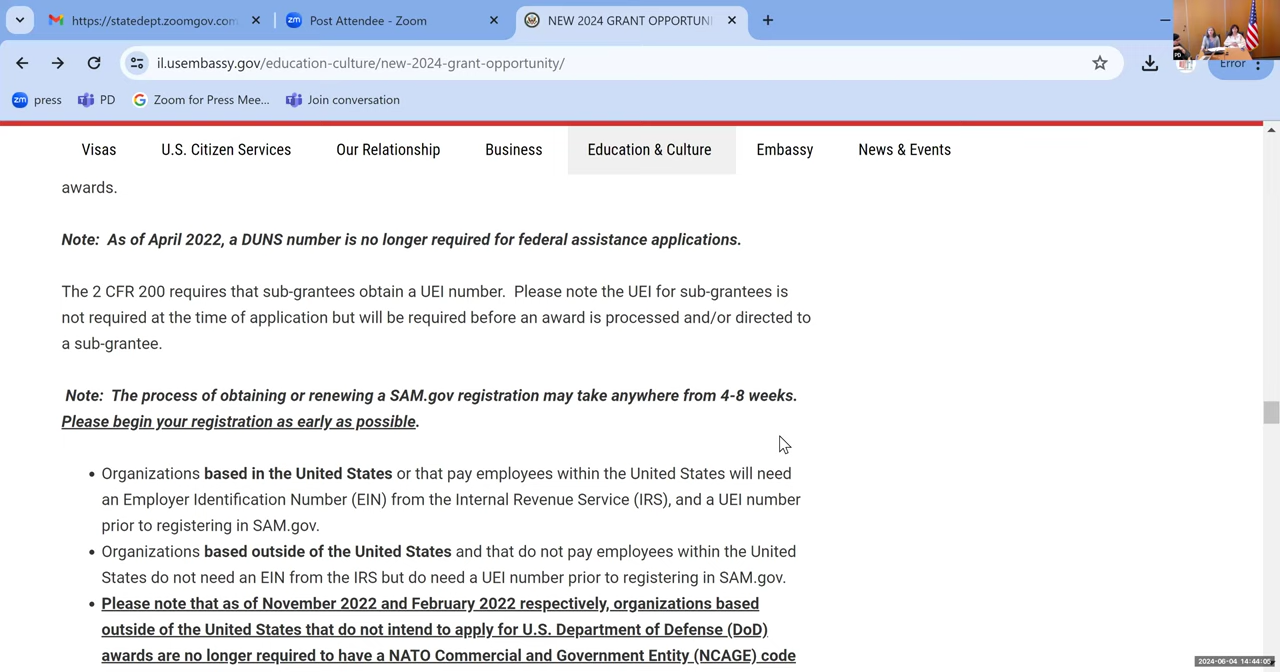 https://statedept.zoomgov.com
Post Attendee - Zoom
NEW 2024 GRANT OPPORTUNI
il.usembassy.gov/education-culture/new-2024-grant-opportunity/
Error
press
PD
Zoom for Press Mee...
Join conversation
Visas
U.S. Citizen Services
Our Relationship
Business
Education & Culture
Embassy
News & Events
awards.
Note: As of April 2022, a DUNS number is no longer required for federal assistance applications.
The 2 CFR 200 requires that sub-grantees obtain a UEI number. Please note the UEI for sub-grantees is
not required at the time of application but will be required before an award is processed and/or directed to
a sub-grantee.
Note: The process of obtaining or renewing a SAM.gov registration may take anywhere from 4-8 weeks.
Please begin your registration as early as possible.
• Organizations based in the United States or that pay employees within the United States will need
an Employer Identification Number (EIN) from the Internal Revenue Service (IRS), and a UEI number
prior to registering in SAM.gov.
• Organizations based outside of the United States and that do not pay employees within the United
States do not need an EIN from the IRS but do need a UEI number prior to registering in SAM.gov.
• Please note that as of November 2022 and February 2022 respectively, organizations based
outside of the United States that do not intend to apply for U.S. Department of Defense (DoD)
awards are no longer required to have a NATO Commercial and Government Entity (NCAGE) code